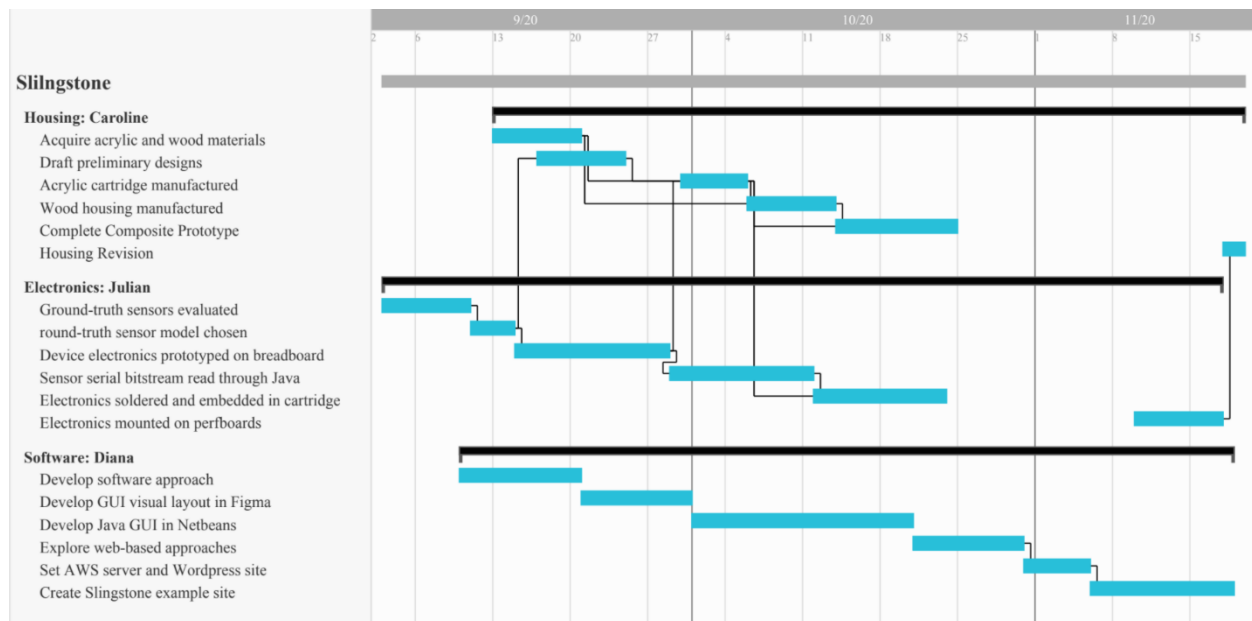 9/20 10/20 11/20
2 6 13 20 27 4 11 18 25 1 8 15
Slilngstone
Housing: Caroline
Acquire acrylic and wood materials
Draft preliminary designs
Acrylic cartridge manufactured
Wood housing manufactured
Complete Composite Prototype
Housing Revision
Electronics: Julian
Ground-truth sensors evaluated
round-truth sensor model chosen
Device electronics prototyped on breadboard
Sensor serial bitstream read through Java
Electronics soldered and embedded in cartridge
Electronics mounted on perfboards
Software: Diana
Develop software approach
Develop GUI visual layout in Figma
Develop Java GUI in Netbeans
Explore web-based approaches
Set AWS server and Wordpress site
Create Slingstone example site